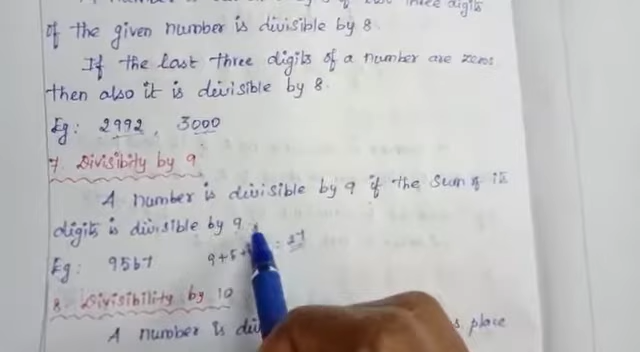 three digits
of the given number is divisible by 8.
If the last three digits of a number are zeros
then also it is divisible by 8.
Eg: 2992, 3000
7. Divisibity by 9
A number is divisible by 9 if the sum of its
digits is divisible by 9.
Eg: 9567 9+5+ = 27
8. Divisibility by 10
A number is place